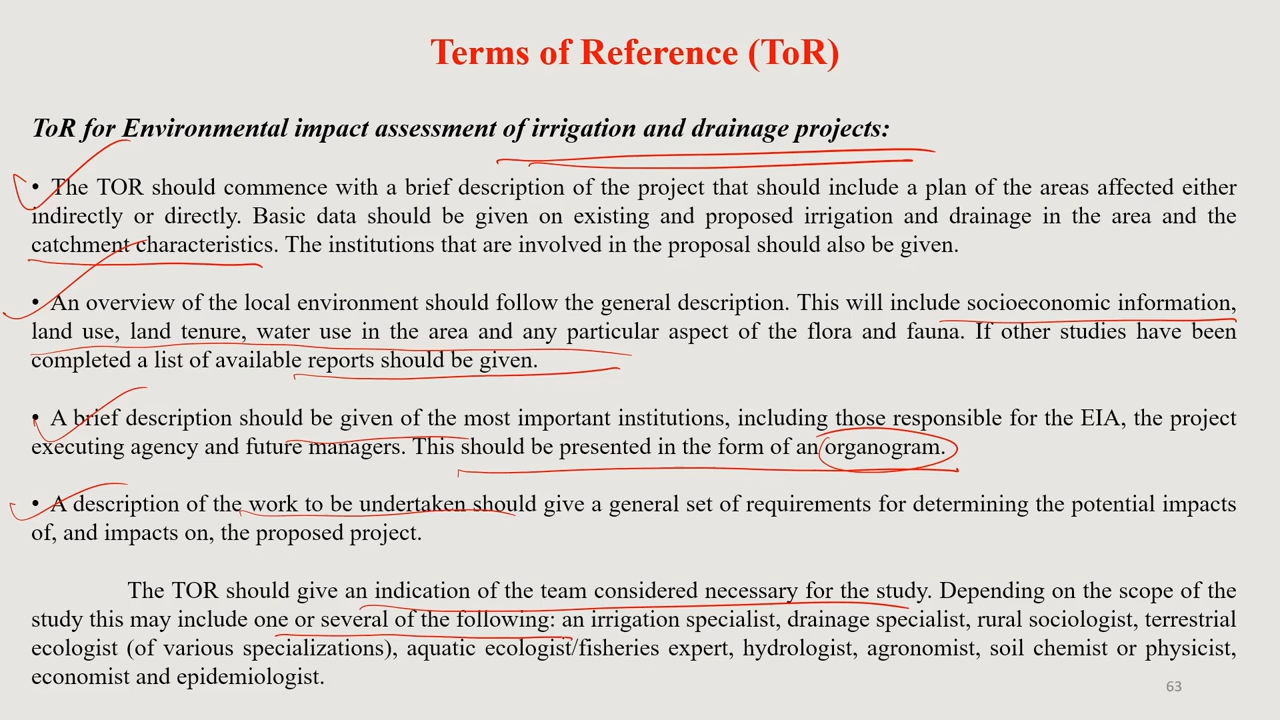 Terms of Reference (ToR)
ToR for Environmental impact assessment of irrigation and drainage projects:
• The TOR should commence with a brief description of the project that should include a plan of the areas affected either
indirectly or directly. Basic data should be given on existing and proposed irrigation and drainage in the area and the
catchment characteristics. The institutions that are involved in the proposal should also be given.
• An overview of the local environment should follow the general description. This will include socioeconomic information,
land use, land tenure, water use in the area and any particular aspect of the flora and fauna. If other studies have been
completed a list of available reports should be given.
• A brief description should be given of the most important institutions, including those responsible for the EIA, the project
executing agency and future managers. This should be presented in the form of an organogram.
• A description of the work to be undertaken should give a general set of requirements for determining the potential impacts
of, and impacts on, the proposed project.
The TOR should give an indication of the team considered necessary for the study. Depending on the scope of the
study this may include one or several of the following: an irrigation specialist, drainage specialist, rural sociologist, terrestrial
ecologist (of various specializations), aquatic ecologist/fisheries expert, hydrologist, agronomist, soil chemist or physicist,
economist and epidemiologist.
63